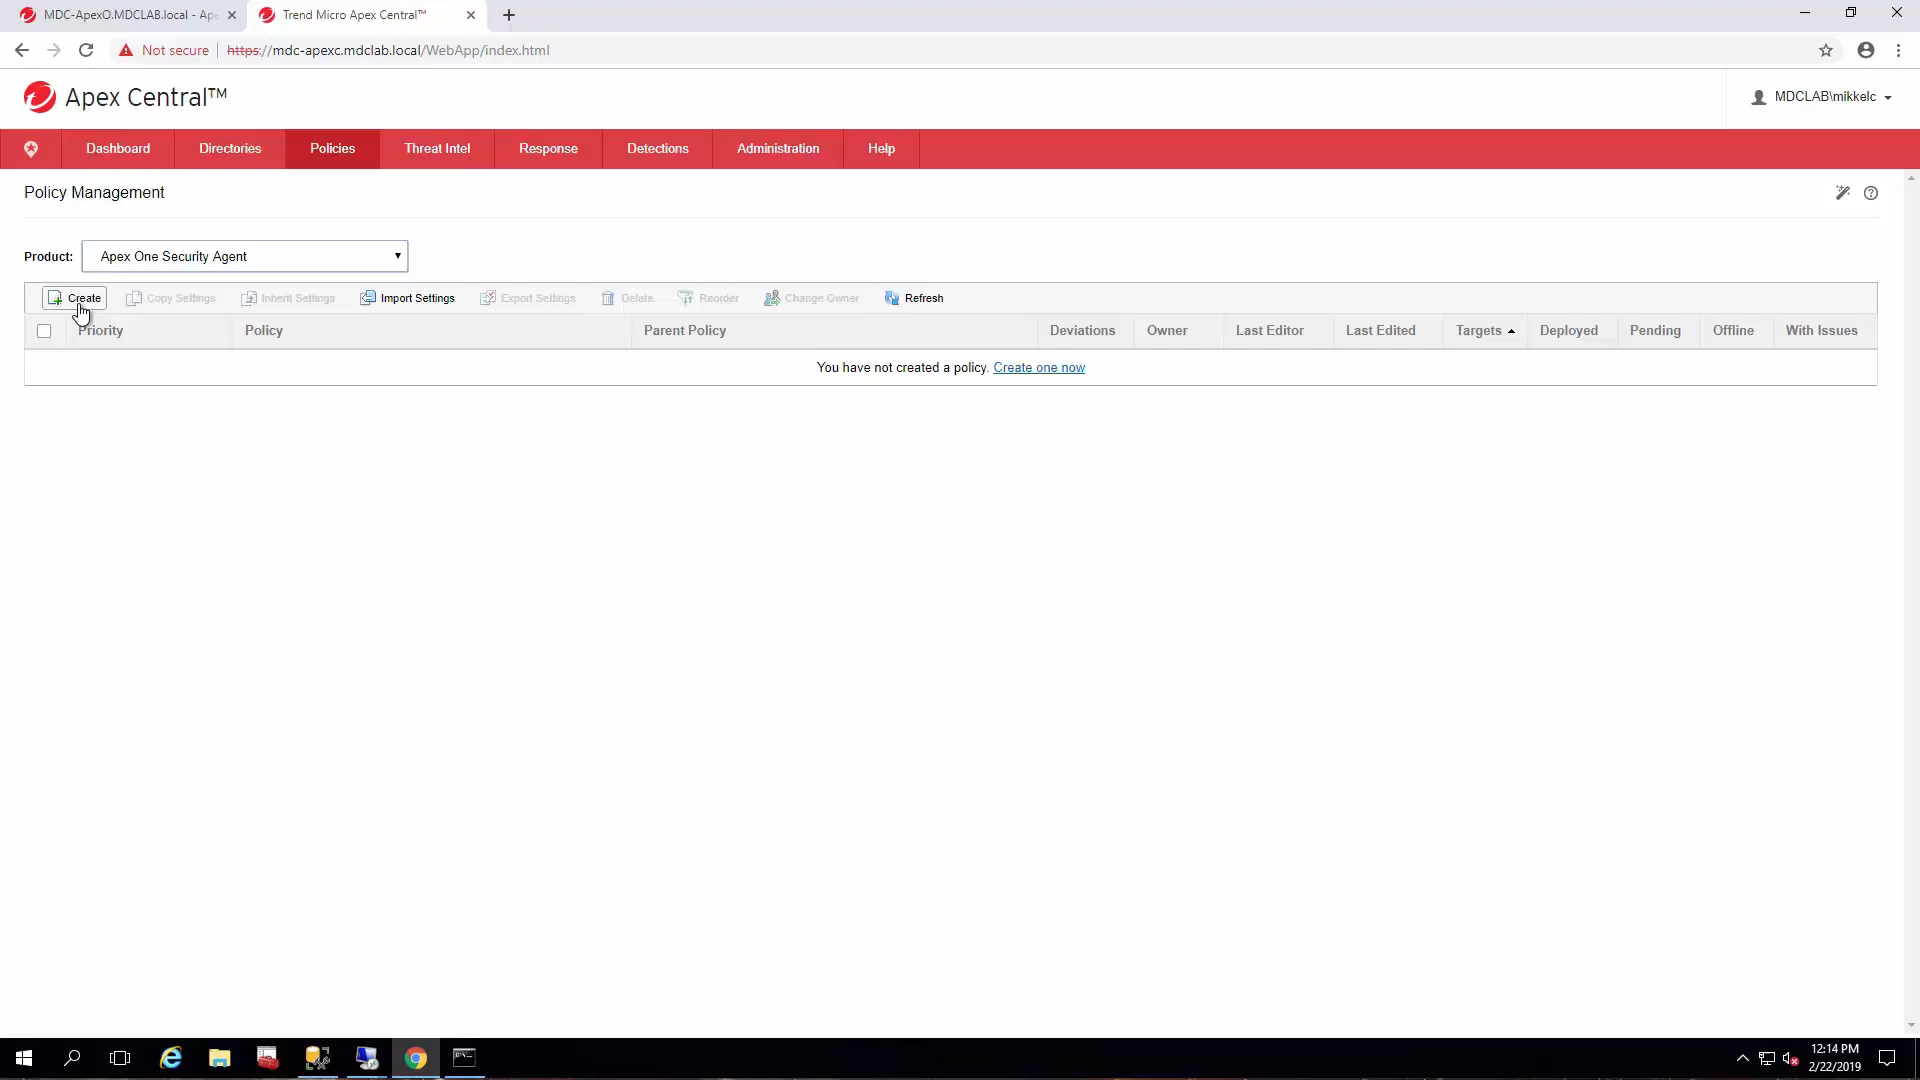 MDC-ApexO.MDCLAB.local - Ape
Trend Micro Apex Central™
Not secure
https://mdc-apexc.mdclab.local/WebApp/index.html
Apex Central™
MDCLAB\mikkelc
Dashboard
Directories
Policies
Threat Intel
Response
Detections
Administration
Help
Policy Management
Product:
Apex One Security Agent
Create
Copy Settings
Inherit Settings
Import Settings
Export Settings
Delete
Reorder
Change Owner
Refresh
Priority
Policy
Parent Policy
Deviations
Owner
Last Editor
Last Edited
Targets
Deployed
Pending
Offline
With Issues
You have not created a policy. Create one now
12:14 PM
2/22/2019